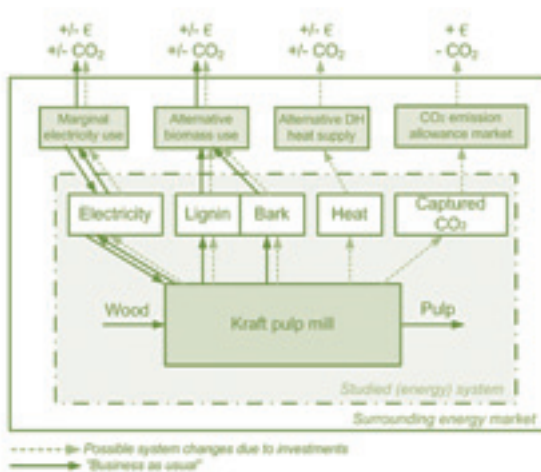 +/- € +/- € +/- € + €
+/- CO₂ +/- CO₂ +/- CO₂ - CO₂
Marginal electricity use
Alternative biomass use
Alternative DH heat supply
CO₂ emission allowance market
Electricity
Lignin
Bark
Heat
Captured CO₂
Wood
Kraft pulp mill
Pulp
Studied (energy) system
Surrounding energy market
Possible system changes due to investments
"Business as usual"